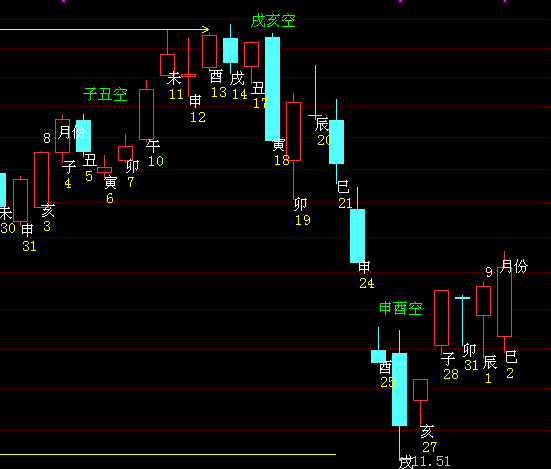 戌亥空
子丑空
8 月份
未 30
申 31
亥 3
子 4
丑 5
寅 6
卯 7
午 10
未 11
申 12
酉 13
戌 14
丑 17
寅 18
卯 19
辰 20
巳 21
申 24
申酉空
酉 25
戌 11.51
亥 27
子 28
卯 31
9 月份
辰 1
巳 2